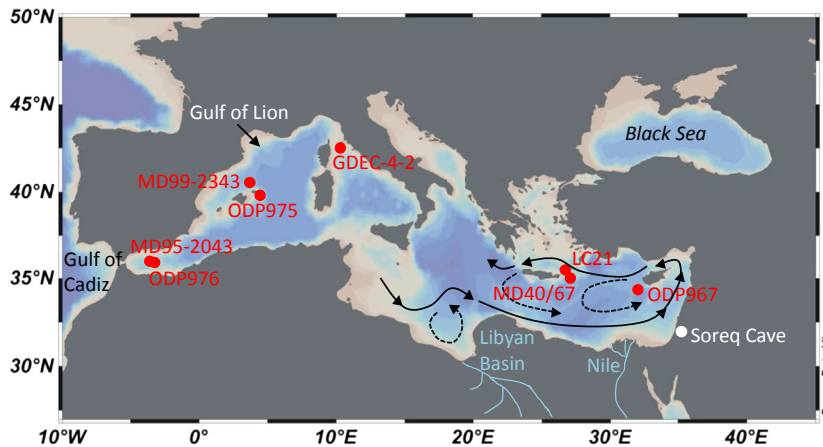 50°N
45°N
Gulf of Lion
Black Sea
GDEC-4-2
MD99-2343
40°N
ODP975
MD95-2043
Gulf of
Cadiz
ODP976
LC21
35°N
MD40/67
ODP967
Soreq Cave
Libyan
Basin
Nile
30°N
10°W
0°
10°E
20°E
30°E
40°E